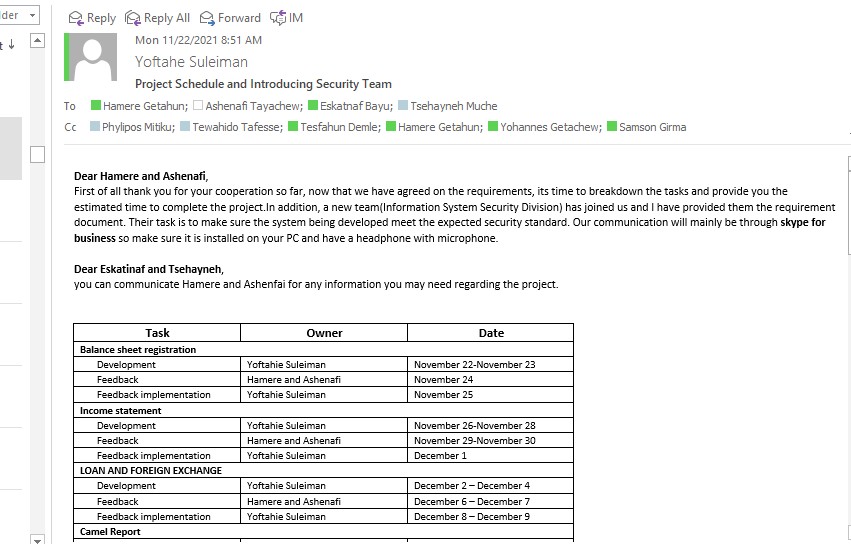 lder
t ↓
Reply Reply All Forward IM
Mon 11/22/2021 8:51 AM
Yoftahe Suleiman
Project Schedule and Introducing Security Team
To Hamere Getahun; Ashenafi Tayachew; Eskatnaf Bayu; Tsehayneh Muche
Cc Phylipos Mitiku; Tewahido Tafesse; Tesfahun Demle; Hamere Getahun; Yohannes Getachew; Samson Girma
Dear Hamere and Ashenafi,
First of all thank you for your cooperation so far, now that we have agreed on the requirements, its time to breakdown the tasks and provide you the
estimated time to complete the project.In addition, a new team(Information System Security Division) has joined us and I have provided them the requirement
document. Their task is to make sure the system being developed meet the expected security standard. Our communication will mainly be through skype for
business so make sure it is installed on your PC and have a headphone with microphone.
Dear Eskatinaf and Tsehayneh,
you can communicate Hamere and Ashenfai for any information you may need regarding the project.
Task Owner Date
Balance sheet registration
Development Yoftahie Suleiman November 22-November 23
Feedback Hamere and Ashenafi November 24
Feedback implementation Yoftahie Suleiman November 25
Income statement
Development Yoftahie Suleiman November 26-November 28
Feedback Hamere and Ashenafi November 29-November 30
Feedback implementation Yoftahie Suleiman December 1
LOAN AND FOREIGN EXCHANGE
Development Yoftahie Suleiman December 2 – December 4
Feedback Hamere and Ashenafi December 6 – December 7
Feedback implementation Yoftahie Suleiman December 8 – December 9
Camel Report